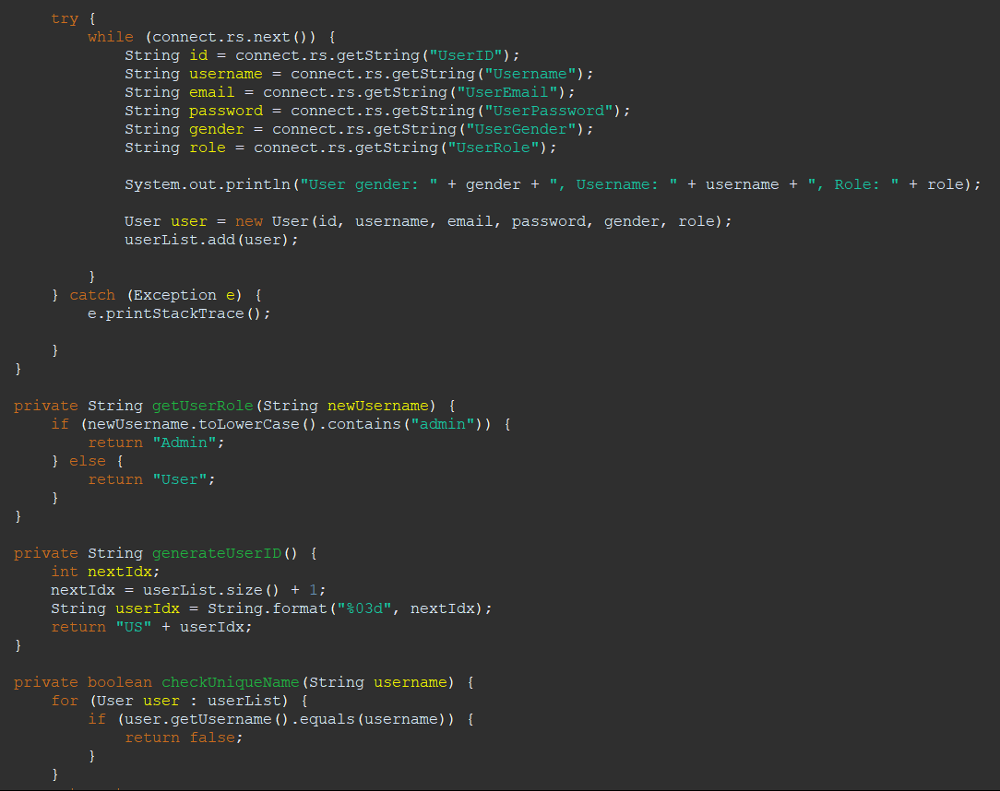 try {
while (connect.rs.next()) {
String id = connect.rs.getString("UserID");
String username = connect.rs.getString("Username");
String email = connect.rs.getString("UserEmail");
String password = connect.rs.getString("UserPassword");
String gender = connect.rs.getString("UserGender");
String role = connect.rs.getString("UserRole");
System.out.println("User gender: " + gender + ", Username: " + username + ", Role: " + role);
User user = new User(id, username, email, password, gender, role);
userList.add(user);
}
} catch (Exception e) {
e.printStackTrace();
}
}
private String getUserRole(String newUsername) {
if (newUsername.toLowerCase().contains("admin")) {
return "Admin";
} else {
return "User";
}
}
private String generateUserID() {
int nextIdx;
nextIdx = userList.size() + 1;
String userIdx = String.format("%03d", nextIdx);
return "US" + userIdx;
}
private boolean checkUniqueName(String username) {
for (User user : userList) {
if (user.getUsername().equals(username)) {
return false;
}
}